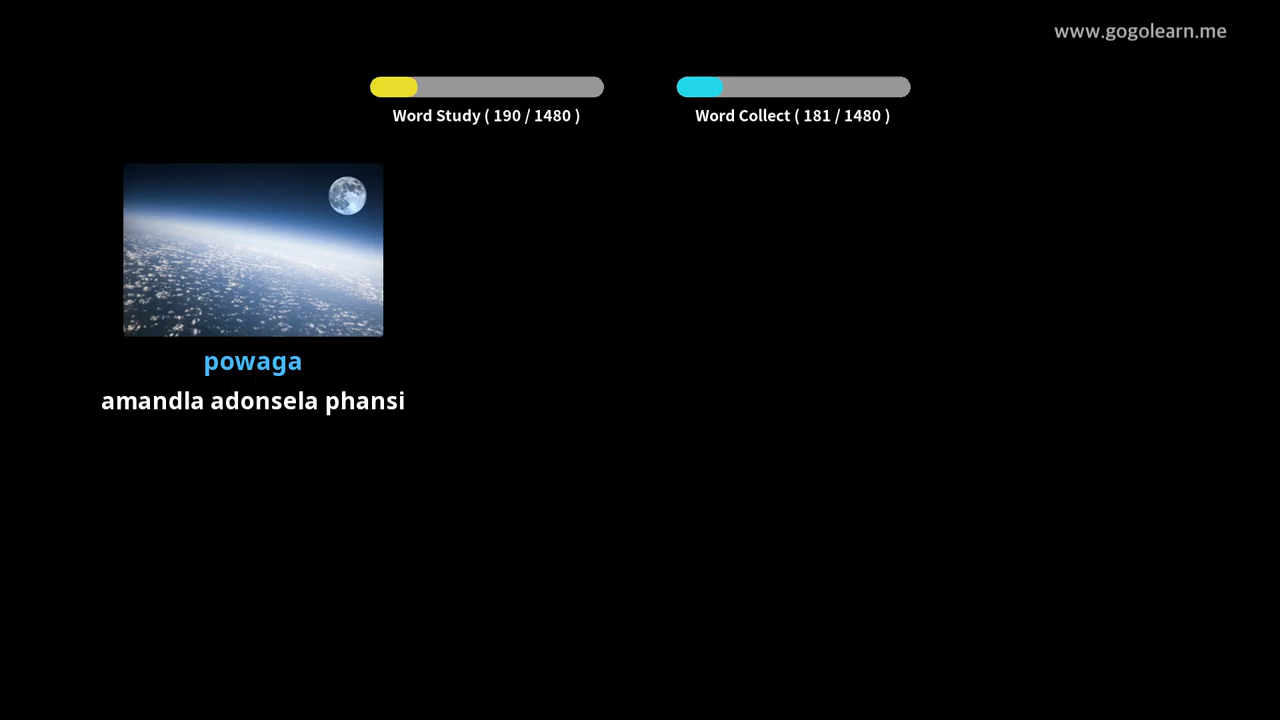 www.gogolearn.me
Word Study ( 190 / 1480 )
Word Collect ( 181 / 1480 )
powaga
amandla adonsela phansi